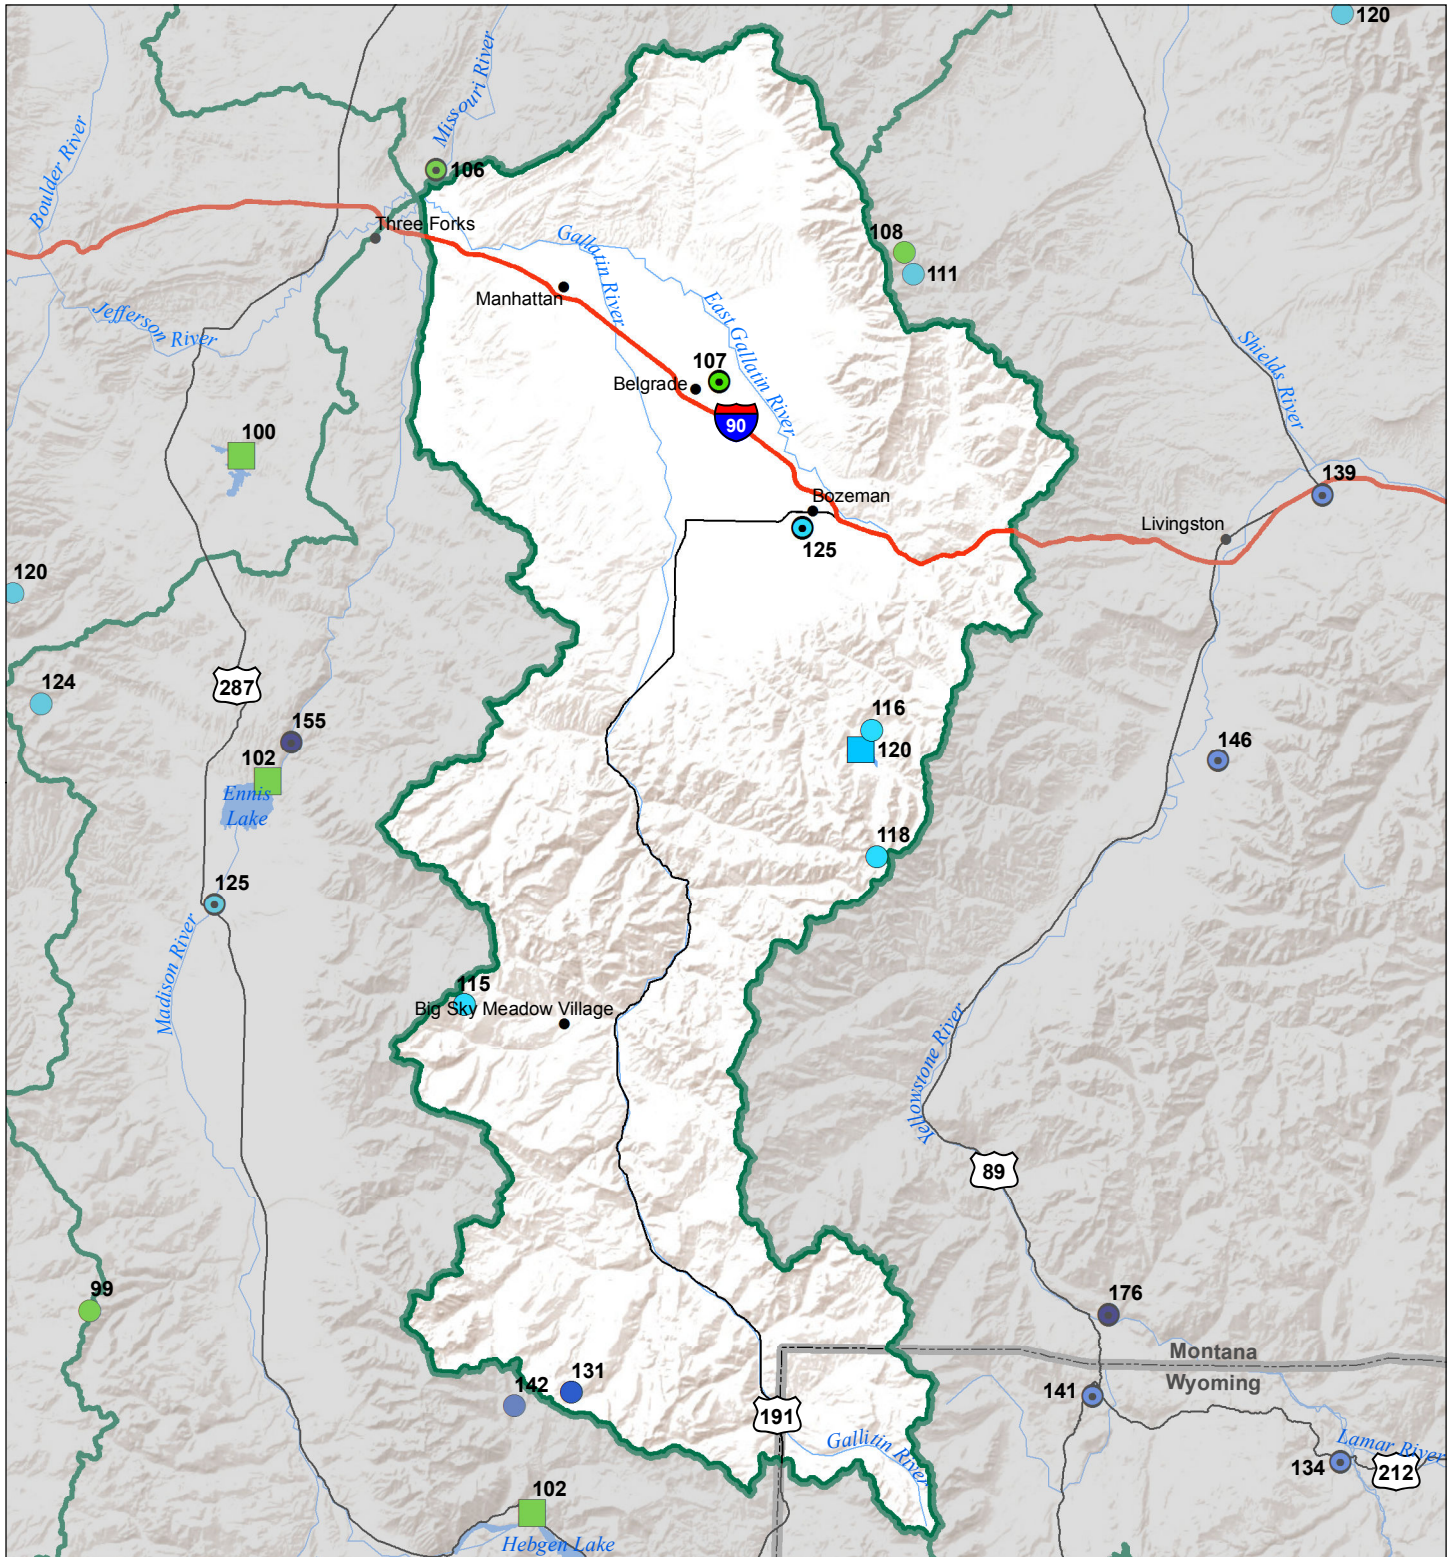 120
Missouri River
Boulder River
106
Three Forks
108
111
Gallatin River
Manhattan
East Gallatin River
Jefferson River
Shields River
107
Belgrade
90
100
139
Bozeman
Livingston
125
120
287
124
155
116
120
146
102
Ennis
Lake
118
125
Madison River
115
Big Sky Meadow Village
Yellowstone River
89
99
176
Montana
Wyoming
142
131
141
191
Gallitin River
Lamar River
134
212
102
Hebgen Lake